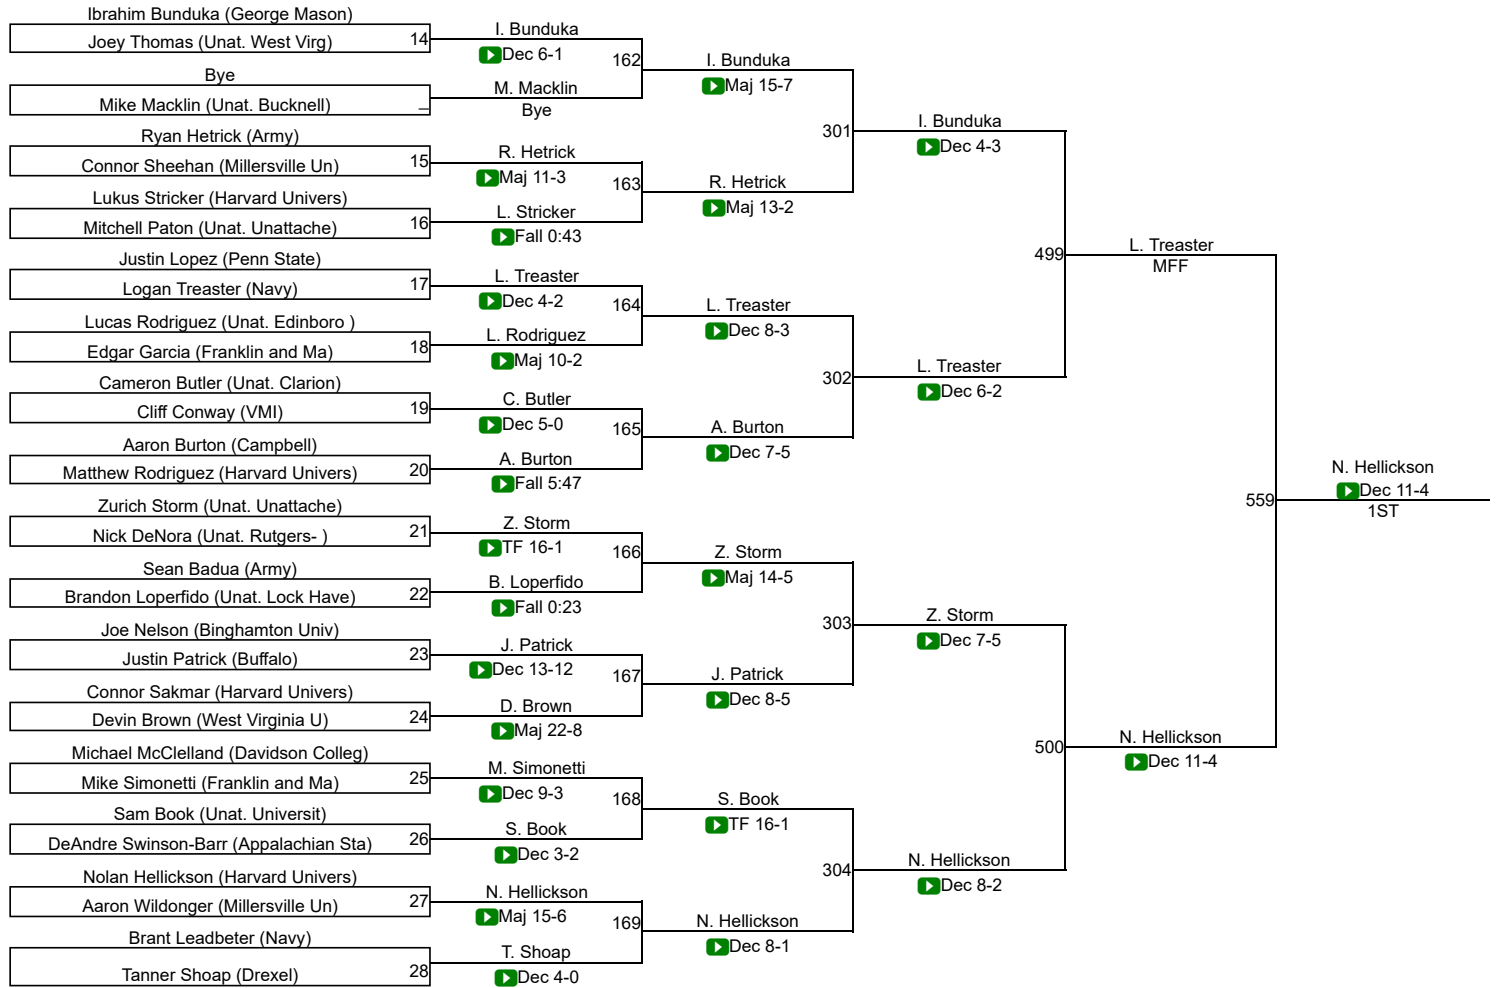 Ibrahim Bunduka (George Mason)
Joey Thomas (Unat. West Virg)
14
Bye
Mike Macklin (Unat. Bucknell)
_
Ryan Hetrick (Army)
Connor Sheehan (Millersville Un)
15
Lukus Stricker (Harvard Univers)
Mitchell Paton (Unat. Unattache)
16
Justin Lopez (Penn State)
Logan Treaster (Navy)
17
Lucas Rodriguez (Unat. Edinboro )
Edgar Garcia (Franklin and Ma)
18
Cameron Butler (Unat. Clarion)
Cliff Conway (VMI)
19
Aaron Burton (Campbell)
Matthew Rodriguez (Harvard Univers)
20
Zurich Storm (Unat. Unattache)
Nick DeNora (Unat. Rutgers- )
21
Sean Badua (Army)
Brandon Loperfido (Unat. Lock Have)
22
Joe Nelson (Binghamton Univ)
Justin Patrick (Buffalo)
23
Connor Sakmar (Harvard Univers)
Devin Brown (West Virginia U)
24
Michael McClelland (Davidson Colleg)
Mike Simonetti (Franklin and Ma)
25
Sam Book (Unat. Universit)
DeAndre Swinson-Barr (Appalachian Sta)
26
Nolan Hellickson (Harvard Univers)
Aaron Wildonger (Millersville Un)
27
Brant Leadbeter (Navy)
Tanner Shoap (Drexel)
28
I. Bunduka
Dec 6-1
162
M. Macklin
Bye
R. Hetrick
Maj 11-3
163
L. Stricker
Fall 0:43
L. Treaster
Dec 4-2
164
L. Rodriguez
Maj 10-2
C. Butler
Dec 5-0
165
A. Burton
Fall 5:47
Z. Storm
TF 16-1
166
B. Loperfido
Fall 0:23
J. Patrick
Dec 13-12
167
D. Brown
Maj 22-8
M. Simonetti
Dec 9-3
168
S. Book
Dec 3-2
N. Hellickson
Maj 15-6
169
T. Shoap
Dec 4-0
I. Bunduka
Maj 15-7
301
R. Hetrick
Maj 13-2
L. Treaster
Dec 8-3
302
A. Burton
Dec 7-5
Z. Storm
Maj 14-5
303
J. Patrick
Dec 8-5
S. Book
TF 16-1
304
N. Hellickson
Dec 8-1
I. Bunduka
Dec 4-3
499
L. Treaster
Dec 6-2
Z. Storm
Dec 7-5
500
N. Hellickson
Dec 8-2
L. Treaster
MFF
559
N. Hellickson
Dec 11-4
N. Hellickson
Dec 11-4
1ST